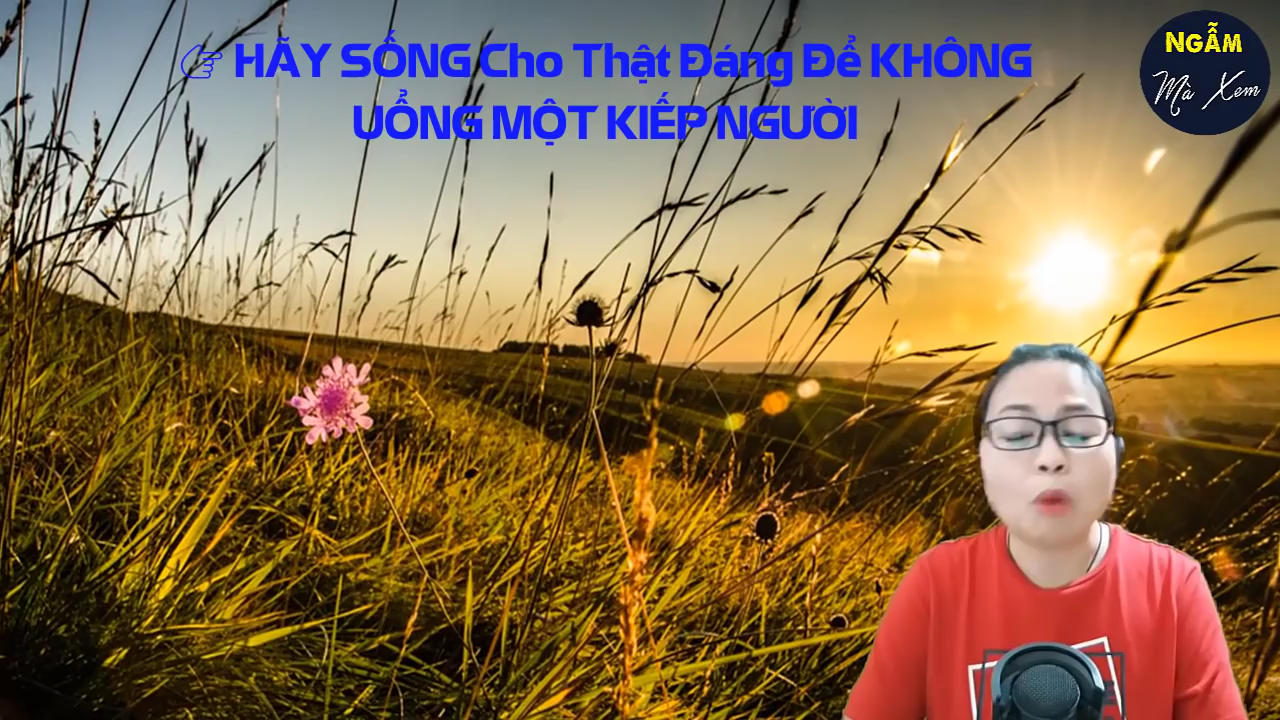 ☞ HÃY SỐNG Cho Thật Đáng Để KHÔNG
UỔNG MỘT KIẾP NGƯỜI
NGẪM
Mà Xem